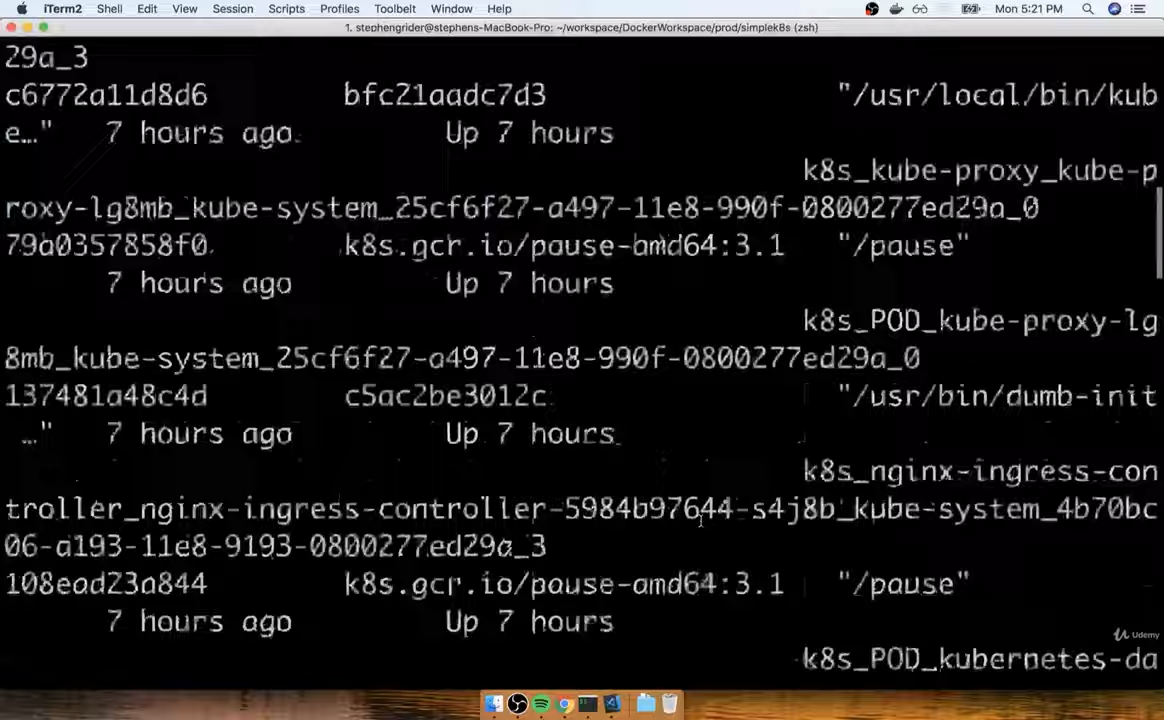 iTerm2 Shell Edit View Session Scripts Profiles Toolbelt Window Help Mon 5:21 PM
1. stephengrider@stephens-MacBook-Pro: ~/workspace/DockerWorkspace/prod/simplek8s (zsh)
29a_3
c6772a11d8d6 bfc21aadc7d3 "/usr/local/bin/kub
e…" 7 hours ago Up 7 hours
k8s_kube-proxy_kube-p
roxy-lg8mb_kube-system_25cf6f27-a497-11e8-990f-0800277ed29a_0
79a0357858f0 k8s.gcr.io/pause-amd64:3.1 "/pause"
7 hours ago Up 7 hours
k8s_POD_kube-proxy-lg
8mb_kube-system_25cf6f27-a497-11e8-990f-0800277ed29a_0
137481a48c4d c5ac2be3012c "/usr/bin/dumb-init
…" 7 hours ago Up 7 hours
k8s_nginx-ingress-con
troller_nginx-ingress-controller-5984b97644-s4j8b_kube-system_4b70bc
06-a193-11e8-9193-0800277ed29a_3
108ead23a844 k8s.gcr.io/pause-amd64:3.1 "/pause"
7 hours ago Up 7 hours
Udemy
k8s_POD_kubernetes-da